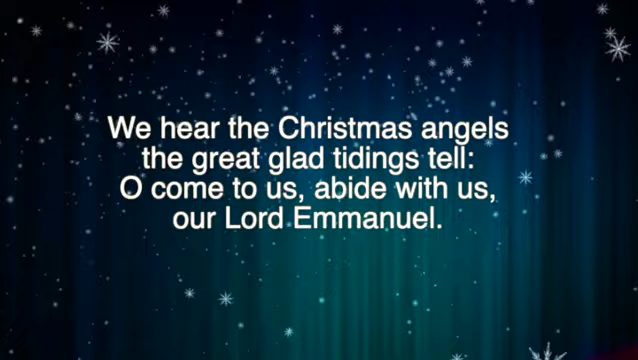 We hear the Christmas angels
the great glad tidings tell:
O come to us, abide with us,
our Lord Emmanuel.